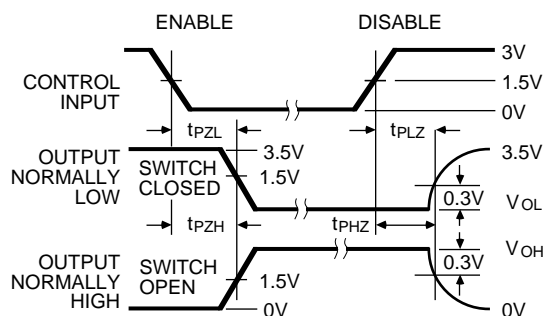 ENABLE
DISABLE
CONTROL
INPUT
3V
1.5V
0V
tPZL
tPLZ
OUTPUT
NORMALLY
LOW
SWITCH
CLOSED
3.5V
1.5V
3.5V
0.3V
VOL
tPZH
tPHZ
OUTPUT
NORMALLY
HIGH
SWITCH
OPEN
1.5V
0V
VOH
0.3V
0V